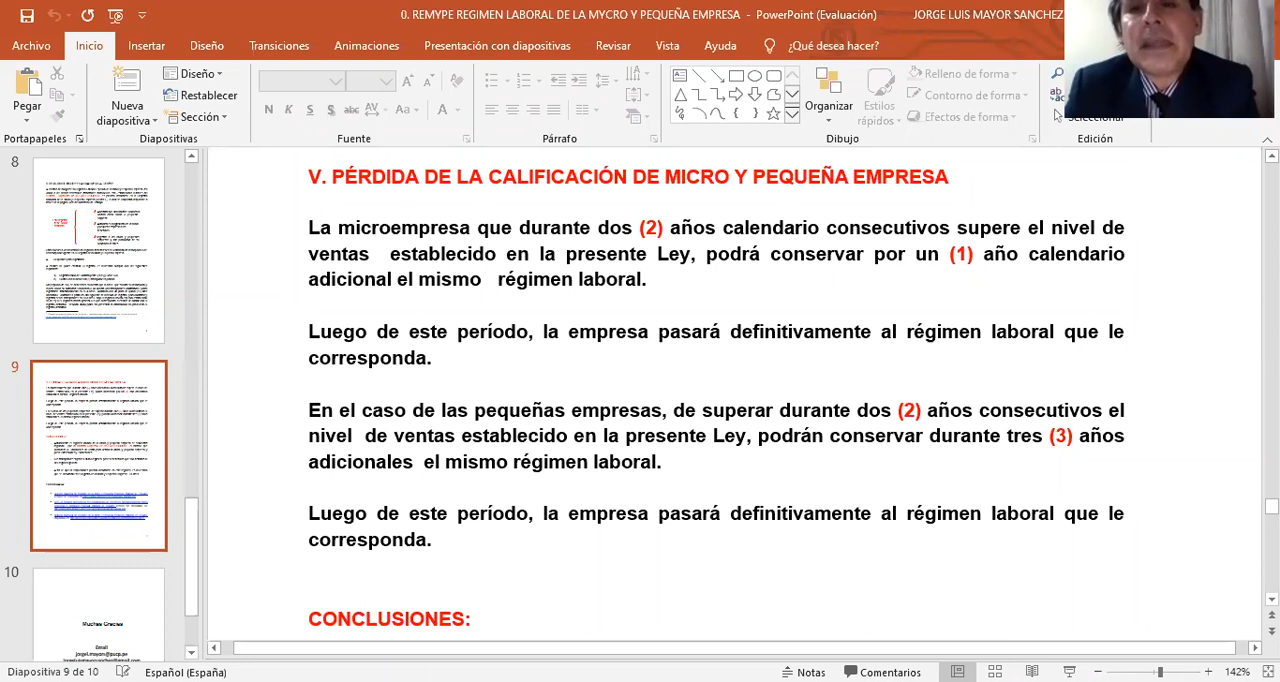 0. REMYPE REGIMEN LABORAL DE LA MYCRO Y PEQUEÑA EMPRESA - PowerPoint (Evaluación)
JORGE LUIS MAYOR SANCHEZ
Archivo Inicio Insertar Diseño Transiciones Animaciones Presentación con diapositivas Revisar Vista Ayuda ¿Qué desea hacer?
Pegar
Nueva diapositiva
Diseño
Restablecer
Sección
N K S S abc AV Aa A
Organizar
Estilos rápidos
Relleno de forma
Contorno de forma
Efectos de forma
Portapapeles Diapositivas Fuente Párrafo Dibujo Edición
8
9
10
Muchas Gracias
Email
V. PÉRDIDA DE LA CALIFICACIÓN DE MICRO Y PEQUEÑA EMPRESA
La microempresa que durante dos (2) años calendario consecutivos supere el nivel de
ventas establecido en la presente Ley, podrá conservar por un (1) año calendario
adicional el mismo régimen laboral.
Luego de este período, la empresa pasará definitivamente al régimen laboral que le
corresponda.
En el caso de las pequeñas empresas, de superar durante dos (2) años consecutivos el
nivel de ventas establecido en la presente Ley, podrán conservar durante tres (3) años
adicionales el mismo régimen laboral.
Luego de este período, la empresa pasará definitivamente al régimen laboral que le
corresponda.
CONCLUSIONES:
Diapositiva 9 de 10 Español (España) Notas Comentarios 142%